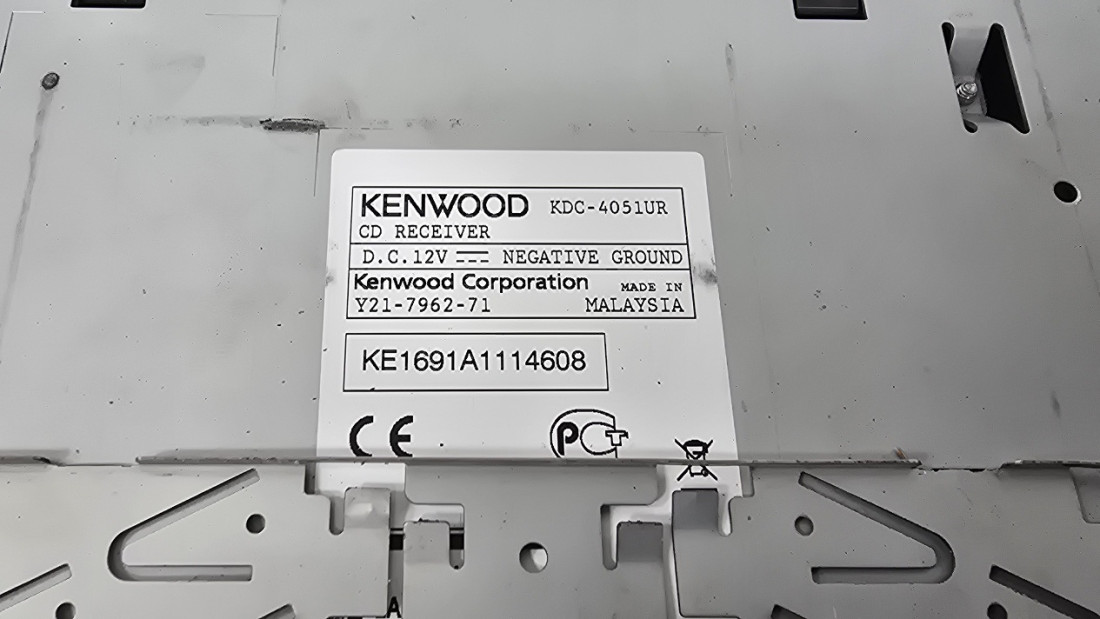 KENWOOD KDC-4051UR
CD RECEIVER
D.C.12V NEGATIVE GROUND
Kenwood Corporation MADE IN
Y21-7962-71 MALAYSIA
KE1691A1114608
CE
PCT
A